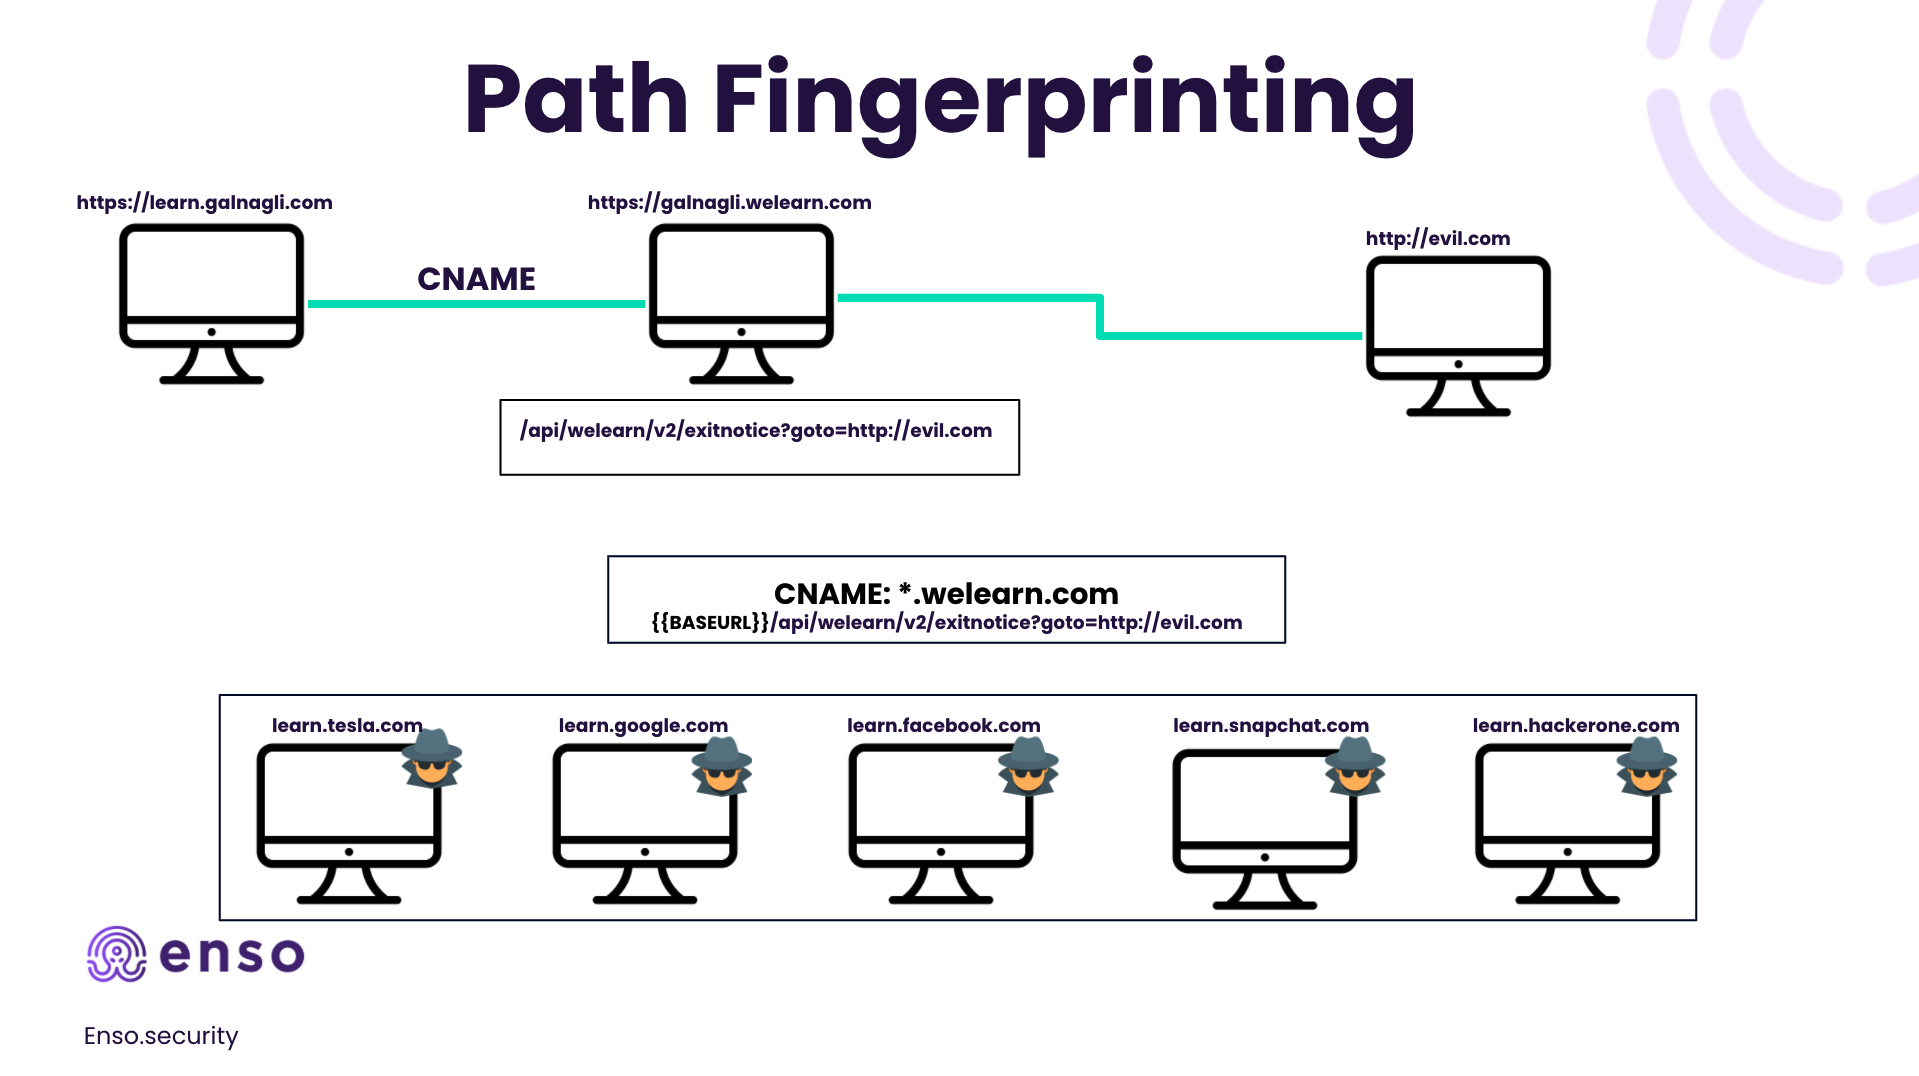 Path Fingerprinting
https://learn.galnagli.com
https://galnagli.welearn.com
http://evil.com
CNAME
/api/welearn/v2/exitnotice?goto=http://evil.com
CNAME: *.welearn.com
{{BASEURL}}/api/welearn/v2/exitnotice?goto=http://evil.com
learn.tesla.com
learn.google.com
learn.facebook.com
learn.snapchat.com
learn.hackerone.com
enso
Enso.security